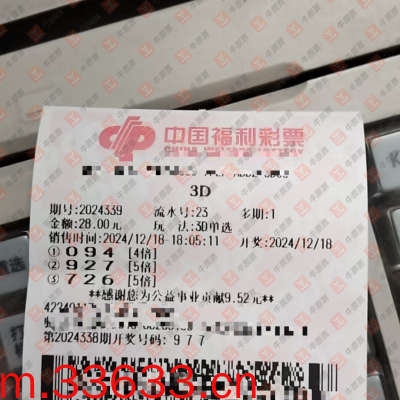 中国福利彩票
3D
期号:2024339 流水号:23 多期:1
金额:28.00元 玩 法:3D单选
销售时间:2024/12/18-18:05:11 开奖:2024/12/18
① 0 9 4 [4倍]
② 9 2 7 [5倍]
③ 7 2 6 [5倍]
**感谢您为公益事业贡献9.52元**
第2024338期开奖号码: 9 7 7
m.33633.cn